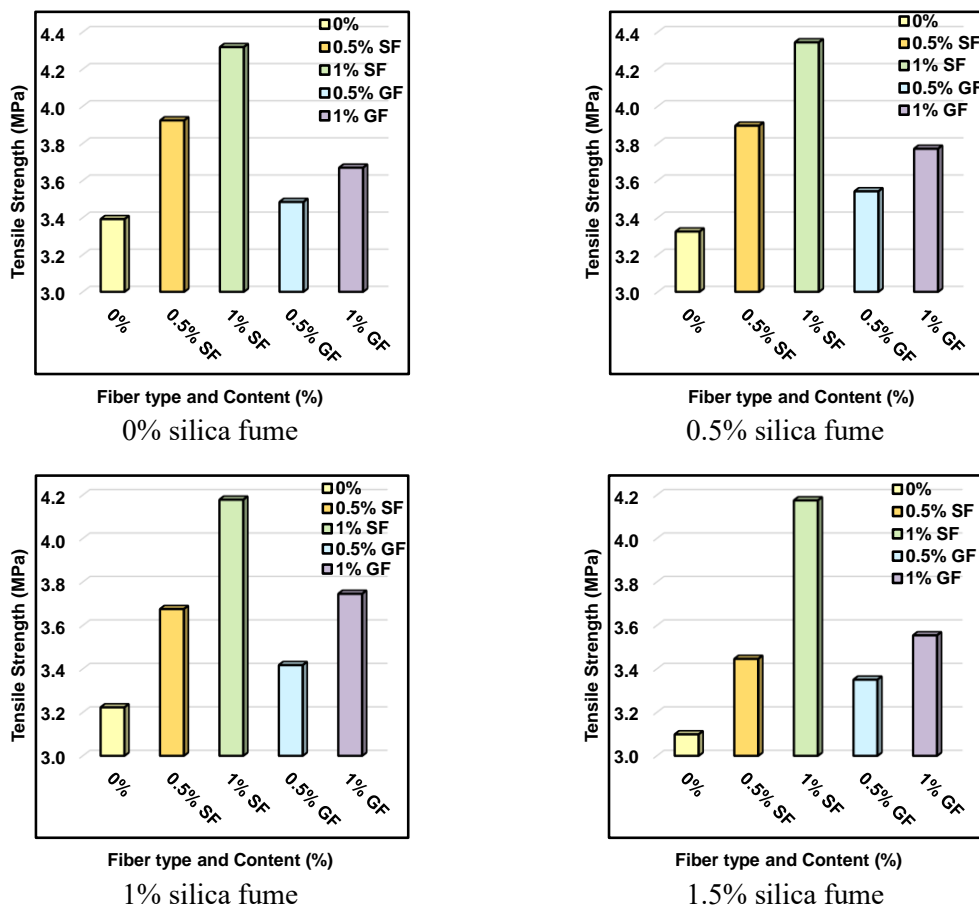 Tensile Strength (MPa)
4.4
4.2
4.0
3.8
3.6
3.4
3.2
3.0
0%
0.5% SF
1% SF
0.5% GF
1% GF
0%
0.5% SF
1% SF
0.5% GF
1% GF
Fiber type and Content (%)
0% silica fume
Tensile Strength (MPa)
4.4
4.2
4.0
3.8
3.6
3.4
3.2
3.0
0%
0.5% SF
1% SF
0.5% GF
1% GF
0%
0.5% SF
1% SF
0.5% GF
1% GF
Fiber type and Content (%)
0.5% silica fume
Tensile Strength (MPa)
4.2
4.0
3.8
3.6
3.4
3.2
3.0
0%
0.5% SF
1% SF
0.5% GF
1% GF
0%
0.5% SF
1% SF
0.5% GF
1% GF
Fiber type and Content (%)
1% silica fume
Tensile Strength (MPa)
4.2
4.0
3.8
3.6
3.4
3.2
3.0
0%
0.5% SF
1% SF
0.5% GF
1% GF
0%
0.5% SF
1% SF
0.5% GF
1% GF
Fiber type and Content (%)
1.5% silica fume